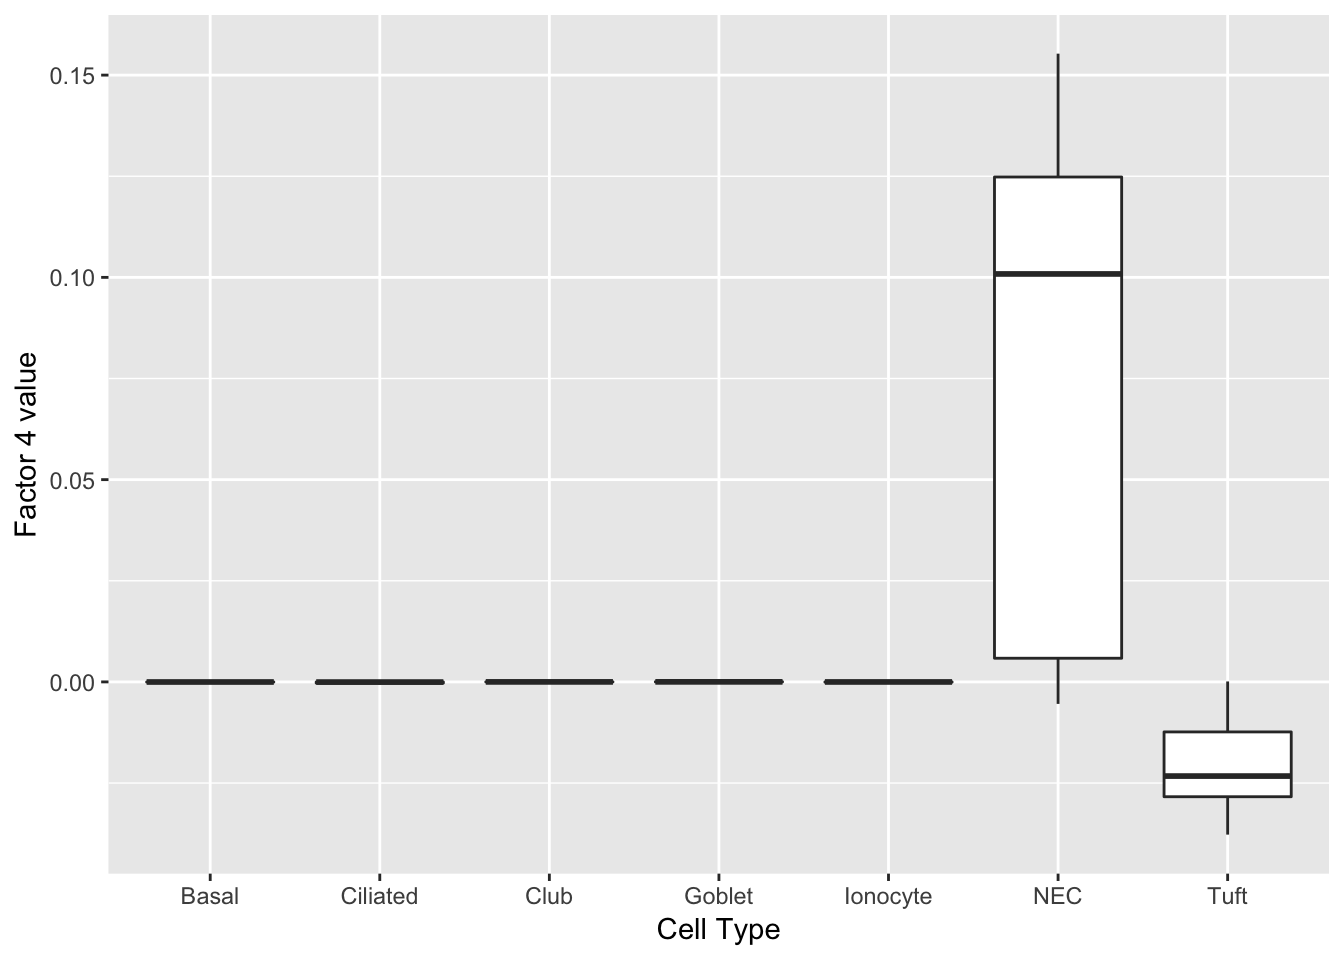 0.15
0.10
0.05
0.00
Factor 4 value
Basal Ciliated Club Goblet Ionocyte NEC Tuft
Cell Type